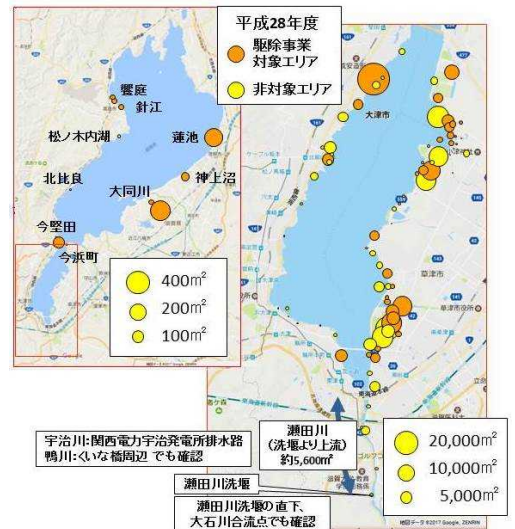 平成28年度
駆除事業
対象エリア
非対象エリア
饗庭
針江
松ノ木内湖
蓮池
北比良
神上沼
大同川
今堅田
今浜町
400㎡
200㎡
100㎡
大津市
草津市
草津市役所
瀬田川
(洗堰より上流)
約5,600㎡
宇治川:関西電力宇治発電所排水路
鴨川:くいな橋周辺 でも確認
瀬田川洗堰
瀬田川洗堰の直下、
大石川合流点でも確認
20,000㎡
10,000㎡
5,000㎡
地図データ ©2017 Google, ZENRIN